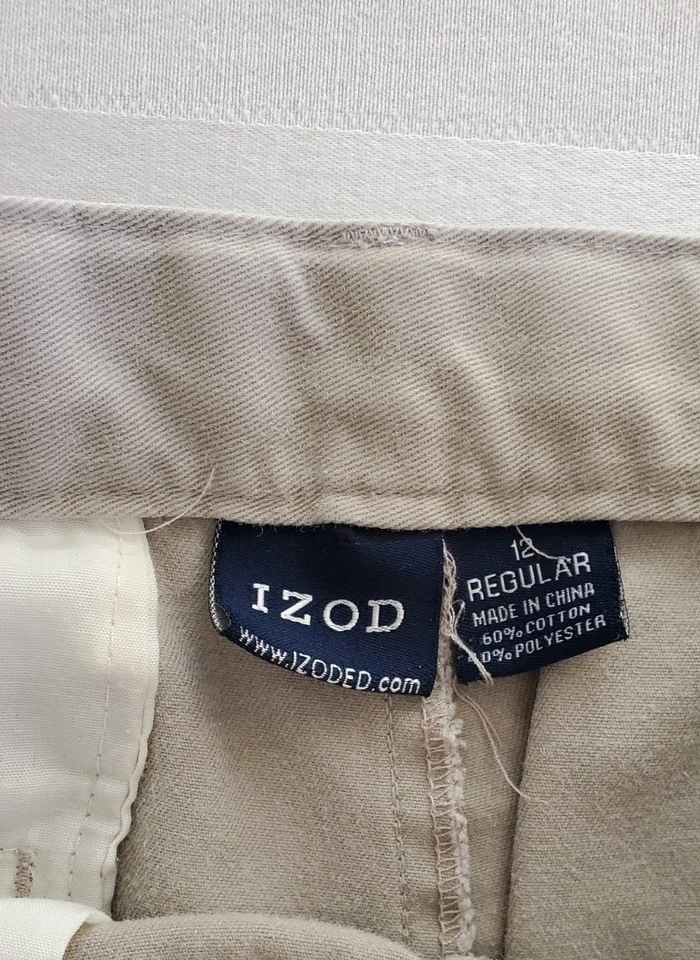 IZOD
www.IZODED.com
12
REGULAR
MADE IN CHINA
60% COTTON
40% POLYESTER